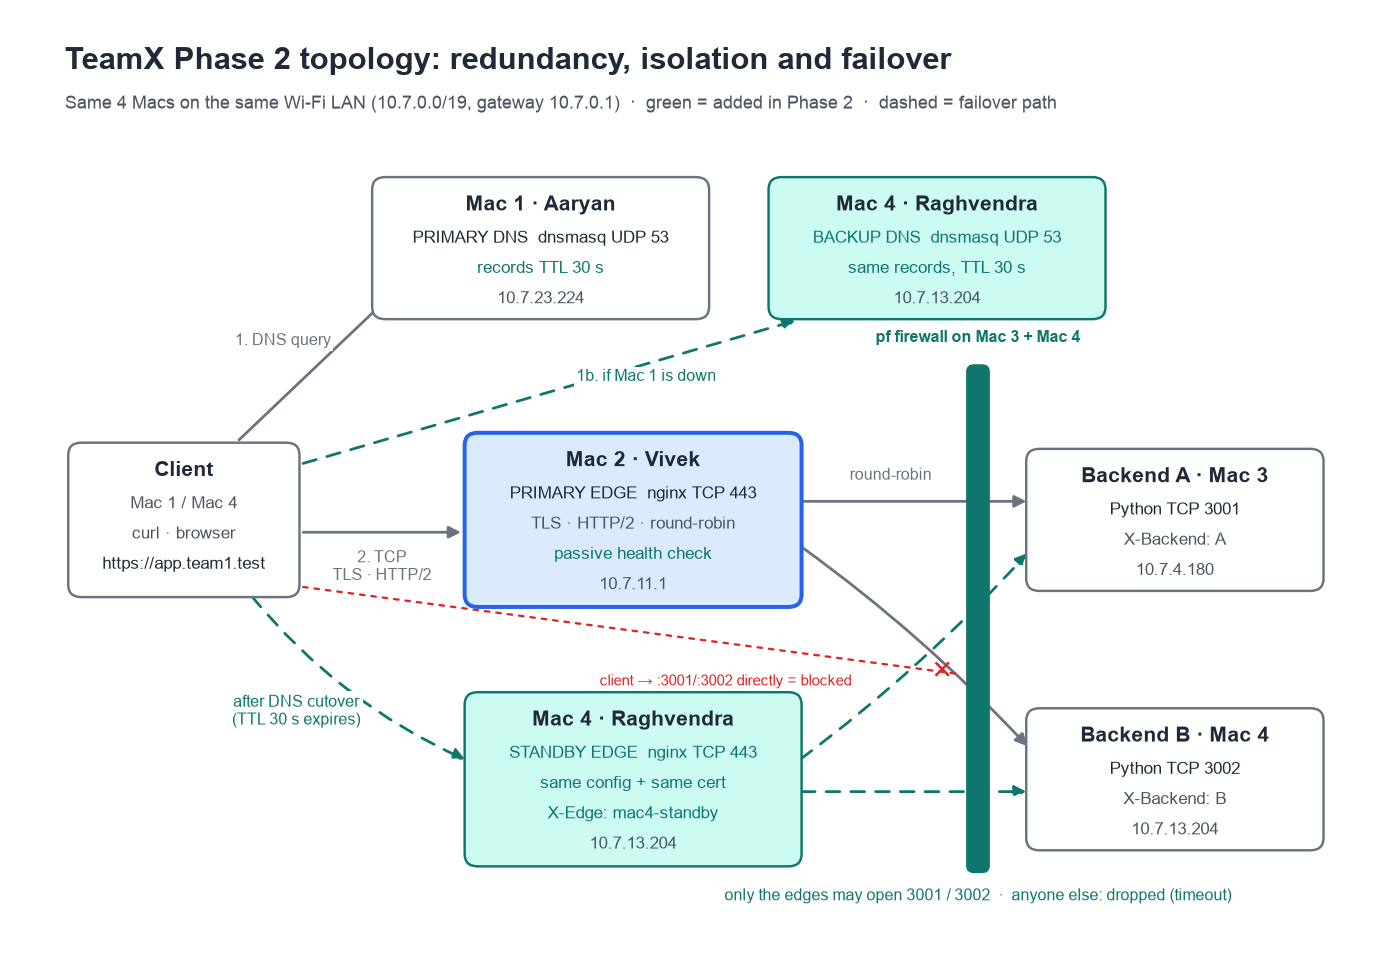 TeamX Phase 2 topology: redundancy, isolation and failover
Same 4 Macs on the same Wi-Fi LAN (10.7.0.0/19, gateway 10.7.0.1) · green = added in Phase 2 · dashed = failover path
Mac 1 · Aaryan
PRIMARY DNS dnsmasq UDP 53
records TTL 30 s
10.7.23.224
Mac 4 · Raghvendra
BACKUP DNS dnsmasq UDP 53
same records, TTL 30 s
10.7.13.204
pf firewall on Mac 3 + Mac 4
1. DNS query
1b. if Mac 1 is down
Client
Mac 1 / Mac 4
curl · browser
https://app.team1.test
2. TCP
TLS · HTTP/2
Mac 2 · Vivek
PRIMARY EDGE nginx TCP 443
TLS · HTTP/2 · round-robin
passive health check
10.7.11.1
round-robin
Backend A · Mac 3
Python TCP 3001
X-Backend: A
10.7.4.180
client → :3001/:3002 directly = blocked
after DNS cutover
(TTL 30 s expires)
Mac 4 · Raghvendra
STANDBY EDGE nginx TCP 443
same config + same cert
X-Edge: mac4-standby
10.7.13.204
Backend B · Mac 4
Python TCP 3002
X-Backend: B
10.7.13.204
only the edges may open 3001 / 3002 · anyone else: dropped (timeout)